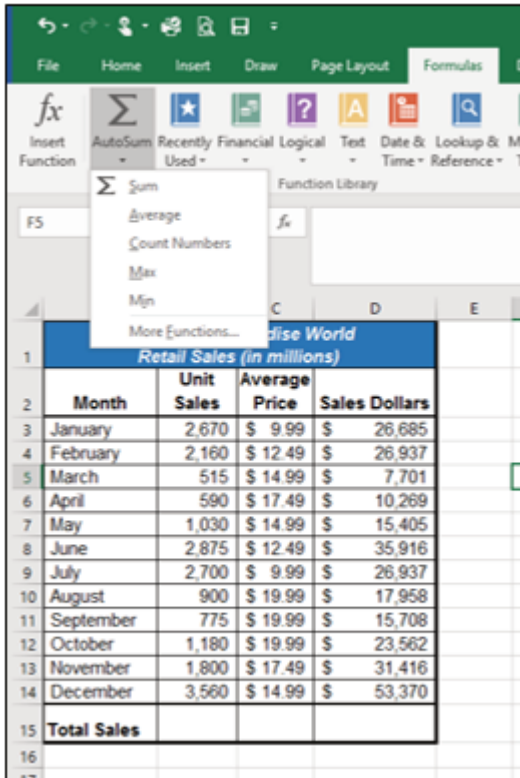 File Home Insert Draw Page Layout Formulas
fx
Insert Function
AutoSum
Recently Used
Financial
Logical
Text
Date & Time
Lookup & Reference
Function Library
Sum
Average
Count Numbers
Max
Min
More Functions...
F5
fx
C D E
1 dise World
Retail Sales (in millions)
2 Month Unit Sales Average Price Sales Dollars
3 January 2,670 $ 9.99 $ 26,685
4 February 2,160 $ 12.49 $ 26,937
5 March 515 $ 14.99 $ 7,701
6 April 590 $ 17.49 $ 10,269
7 May 1,030 $ 14.99 $ 15,405
8 June 2,875 $ 12.49 $ 35,916
9 July 2,700 $ 9.99 $ 26,937
10 August 900 $ 19.99 $ 17,958
11 September 775 $ 19.99 $ 15,708
12 October 1,180 $ 19.99 $ 23,562
13 November 1,800 $ 17.49 $ 31,416
14 December 3,560 $ 14.99 $ 53,370
15 Total Sales
16